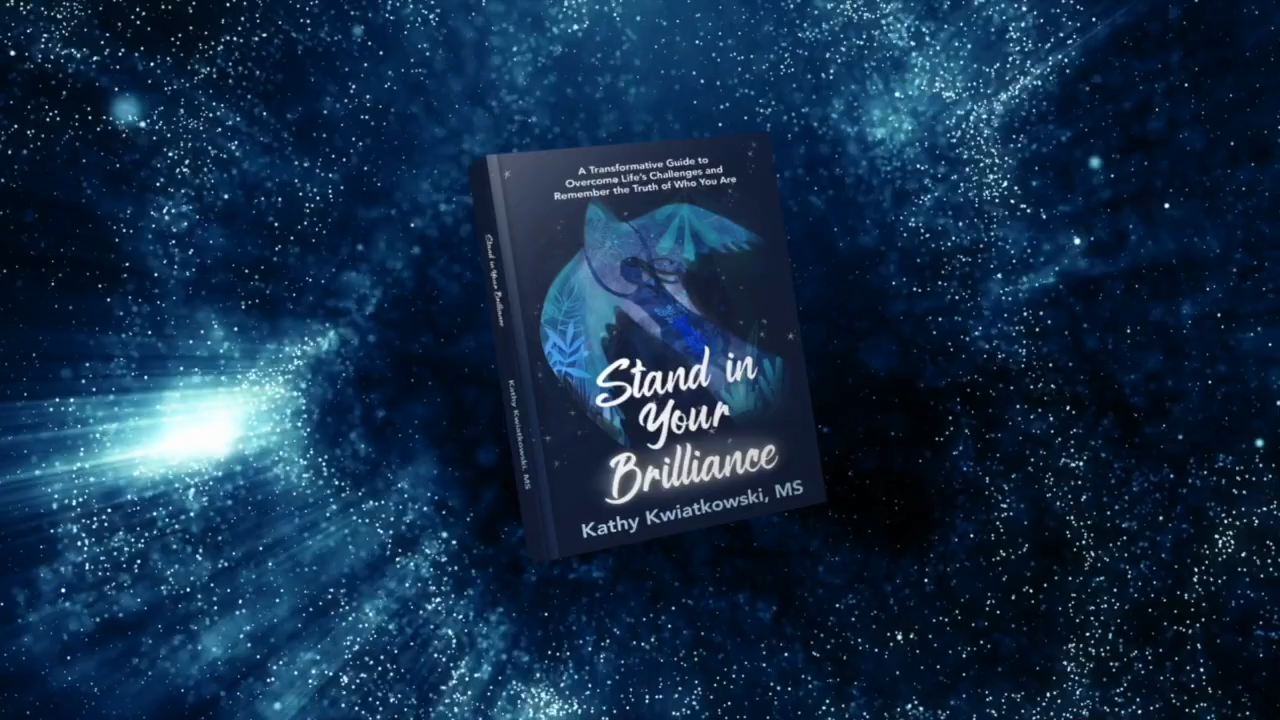 A Transformative Guide to
Overcome Life's Challenges and
Remember the Truth of Who You Are
Stand in
Your
Brilliance
Kathy Kwiatkowski, MS
Stand in Your Brilliance
Kathy Kwiatkowski, MS